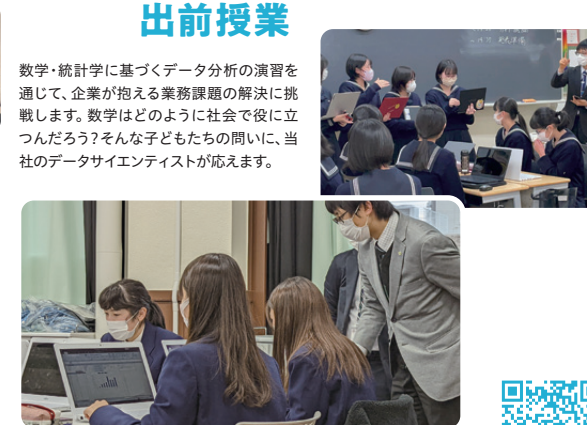 出前授業
数学・統計学に基づくデータ分析の演習を
通じて、企業が抱える業務課題の解決に挑
戦します。数学はどのように社会で役に立
つんだろう?そんな子どもたちの問いに、当
社のデータサイエンティストが応えます。